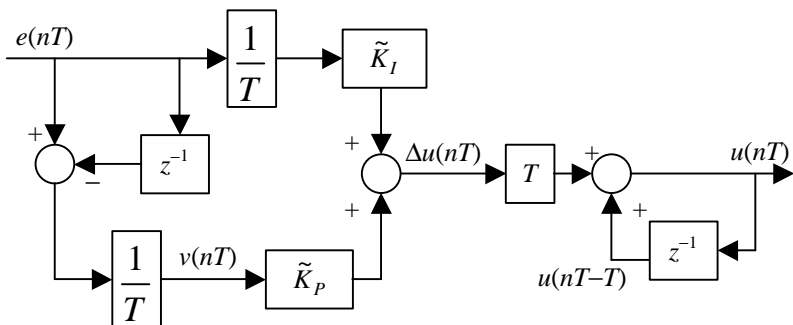 e(nT)
1
T
K̃_I
+
−
z⁻¹
+
+
Δu(nT)
T
+
u(nT)
+
z⁻¹
u(nT−T)
1
T
v(nT)
K̃_P